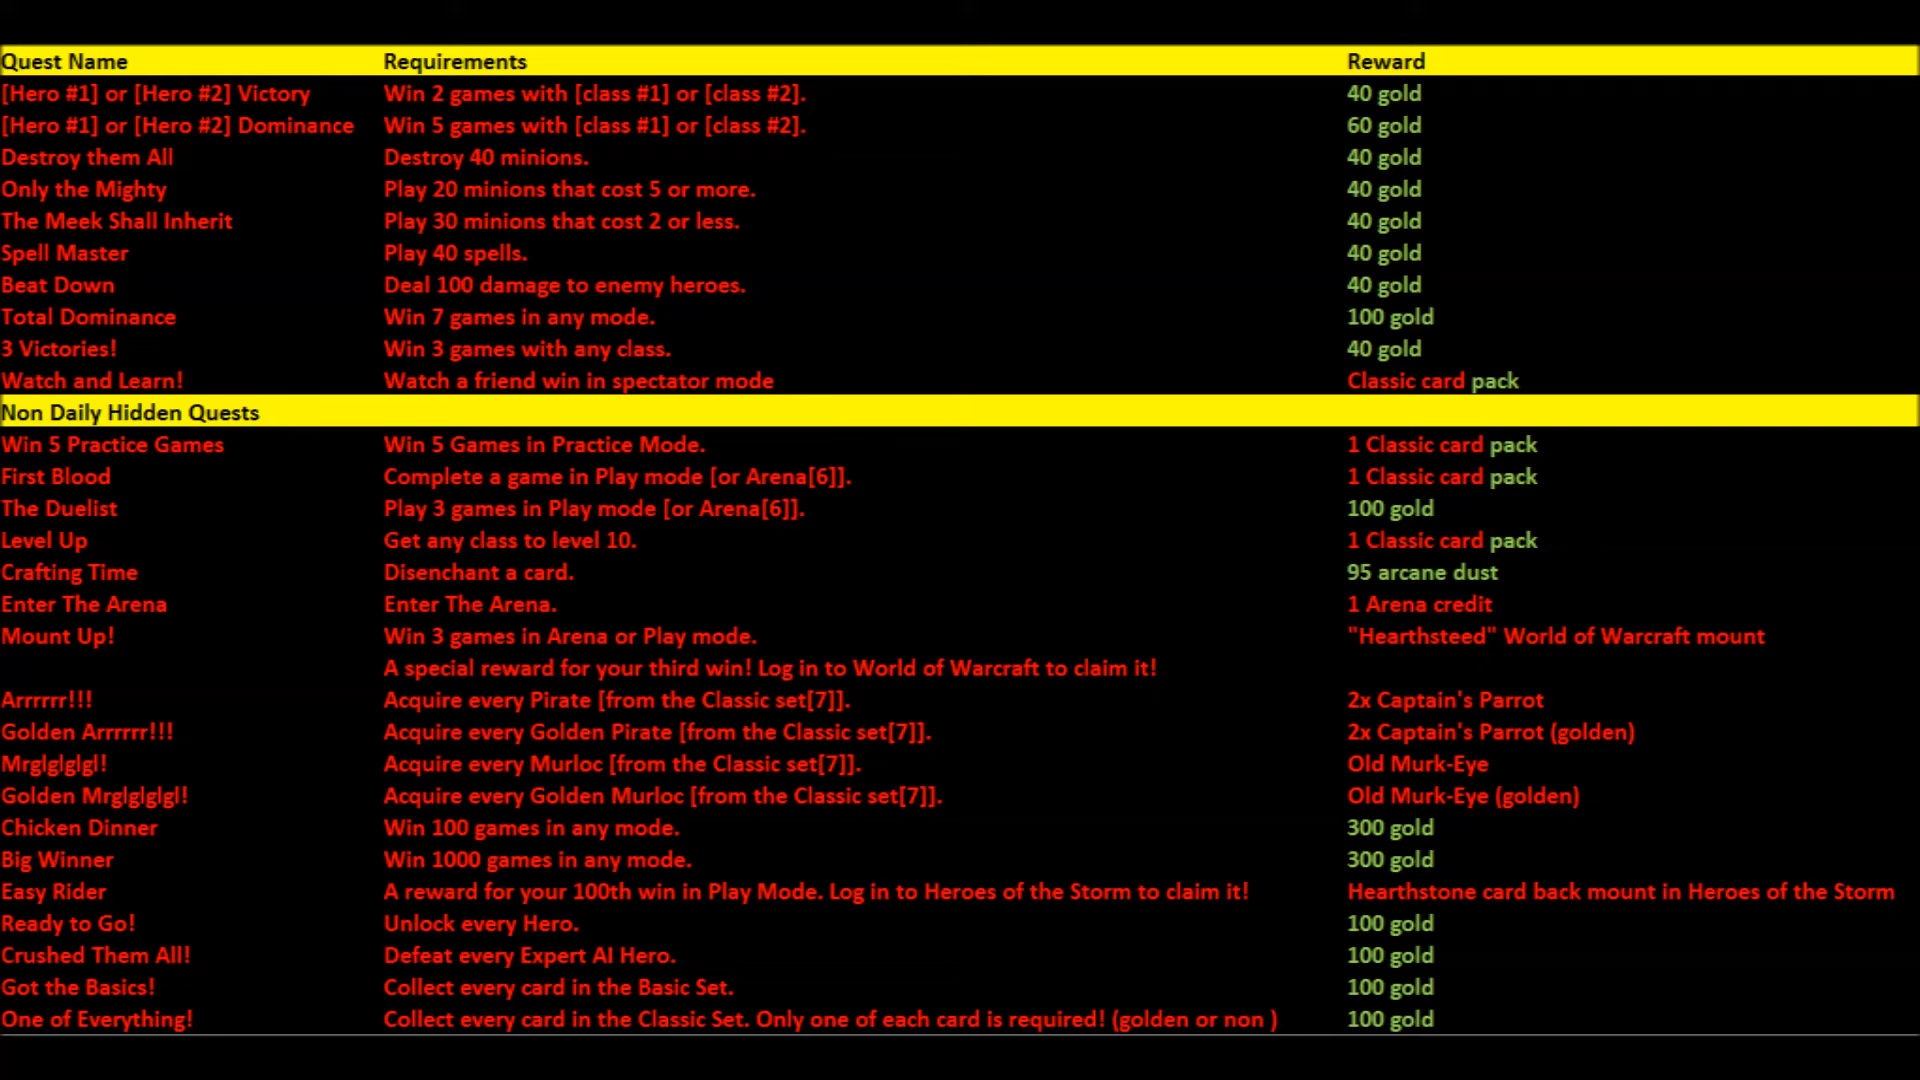 Quest Name Requirements Reward
[Hero #1] or [Hero #2] Victory Win 2 games with [class #1] or [class #2]. 40 gold
[Hero #1] or [Hero #2] Dominance Win 5 games with [class #1] or [class #2]. 60 gold
Destroy them All Destroy 40 minions. 40 gold
Only the Mighty Play 20 minions that cost 5 or more. 40 gold
The Meek Shall Inherit Play 30 minions that cost 2 or less. 40 gold
Spell Master Play 40 spells. 40 gold
Beat Down Deal 100 damage to enemy heroes. 40 gold
Total Dominance Win 7 games in any mode. 100 gold
3 Victories! Win 3 games with any class. 40 gold
Watch and Learn! Watch a friend win in spectator mode Classic card pack
Non Daily Hidden Quests
Win 5 Practice Games Win 5 Games in Practice Mode. 1 Classic card pack
First Blood Complete a game in Play mode [or Arena[6]]. 1 Classic card pack
The Duelist Play 3 games in Play mode [or Arena[6]]. 100 gold
Level Up Get any class to level 10. 1 Classic card pack
Crafting Time Disenchant a card. 95 arcane dust
Enter The Arena Enter The Arena. 1 Arena credit
Mount Up! Win 3 games in Arena or Play mode. "Hearthsteed" World of Warcraft mount
A special reward for your third win! Log in to World of Warcraft to claim it!
Arrrrrr!!! Acquire every Pirate [from the Classic set[7]]. 2x Captain's Parrot
Golden Arrrrrr!!! Acquire every Golden Pirate [from the Classic set[7]]. 2x Captain's Parrot (golden)
Mrglglglgl! Acquire every Murloc [from the Classic set[7]]. Old Murk-Eye
Golden Mrglglglgl! Acquire every Golden Murloc [from the Classic set[7]]. Old Murk-Eye (golden)
Chicken Dinner Win 100 games in any mode. 300 gold
Big Winner Win 1000 games in any mode. 300 gold
Easy Rider A reward for your 100th win in Play Mode. Log in to Heroes of the Storm to claim it! Hearthstone card back mount in Heroes of the Storm
Ready to Go! Unlock every Hero. 100 gold
Crushed Them All! Defeat every Expert AI Hero. 100 gold
Got the Basics! Collect every card in the Basic Set. 100 gold
One of Everything! Collect every card in the Classic Set. Only one of each card is required! (golden or non ) 100 gold